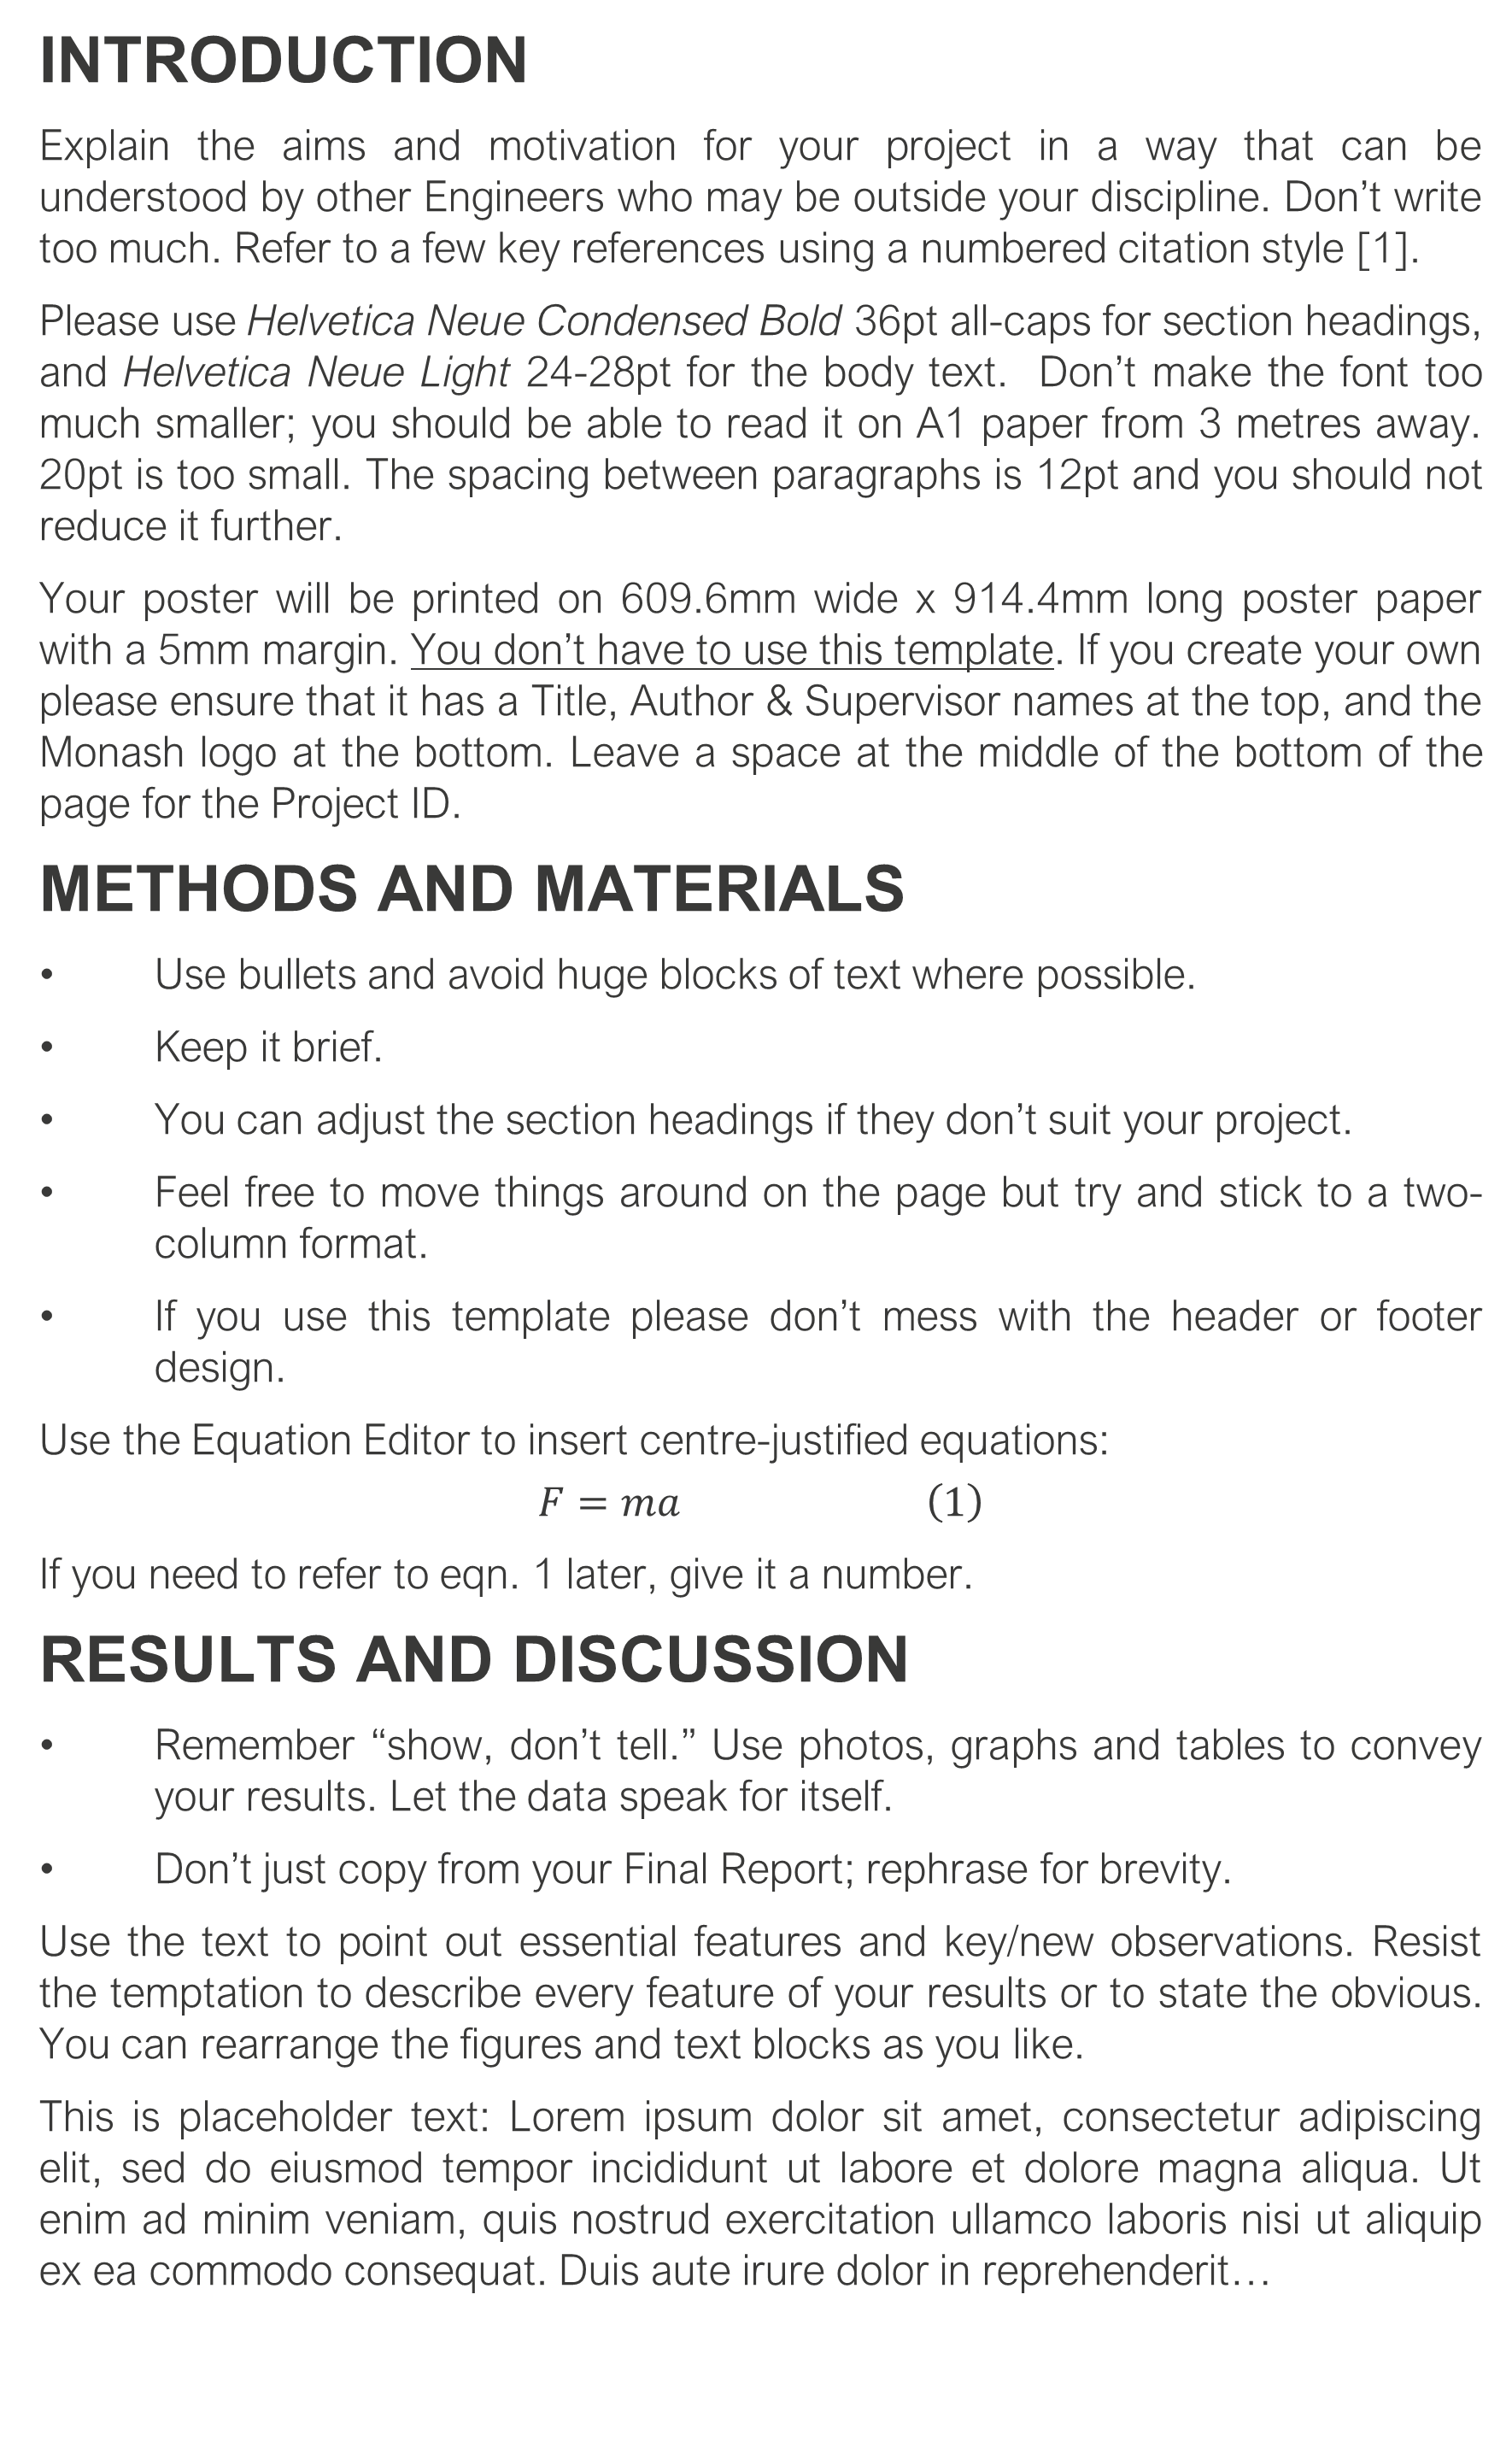 INTRODUCTION
Explain the aims and motivation for your project in a way that can be
understood by other Engineers who may be outside your discipline. Don’t write
too much. Refer to a few key references using a numbered citation style [1].
Please use Helvetica Neue Condensed Bold 36pt all-caps for section headings,
and Helvetica Neue Light 24-28pt for the body text.  Don’t make the font too
much smaller; you should be able to read it on A1 paper from 3 metres away.
20pt is too small. The spacing between paragraphs is 12pt and you should not
reduce it further.
Your poster will be printed on 609.6mm wide x 914.4mm long poster paper
with a 5mm margin. You don’t have to use this template. If you create your own
please ensure that it has a Title, Author & Supervisor names at the top, and the
Monash logo at the bottom. Leave a space at the middle of the bottom of the
page for the Project ID.
METHODS AND MATERIALS
• Use bullets and avoid huge blocks of text where possible.
• Keep it brief.
• You can adjust the section headings if they don’t suit your project.
• Feel free to move things around on the page but try and stick to a two-
column format.
• If you use this template please don’t mess with the header or footer
design.
Use the Equation Editor to insert centre-justified equations:
F = ma (1)
If you need to refer to eqn. 1 later, give it a number.
RESULTS AND DISCUSSION
• Remember “show, don’t tell.” Use photos, graphs and tables to convey
your results. Let the data speak for itself.
• Don’t just copy from your Final Report; rephrase for brevity.
Use the text to point out essential features and key/new observations. Resist
the temptation to describe every feature of your results or to state the obvious.
You can rearrange the figures and text blocks as you like.
This is placeholder text: Lorem ipsum dolor sit amet, consectetur adipiscing
elit, sed do eiusmod tempor incididunt ut labore et dolore magna aliqua. Ut
enim ad minim veniam, quis nostrud exercitation ullamco laboris nisi ut aliquip
ex ea commodo consequat. Duis aute irure dolor in reprehenderit…